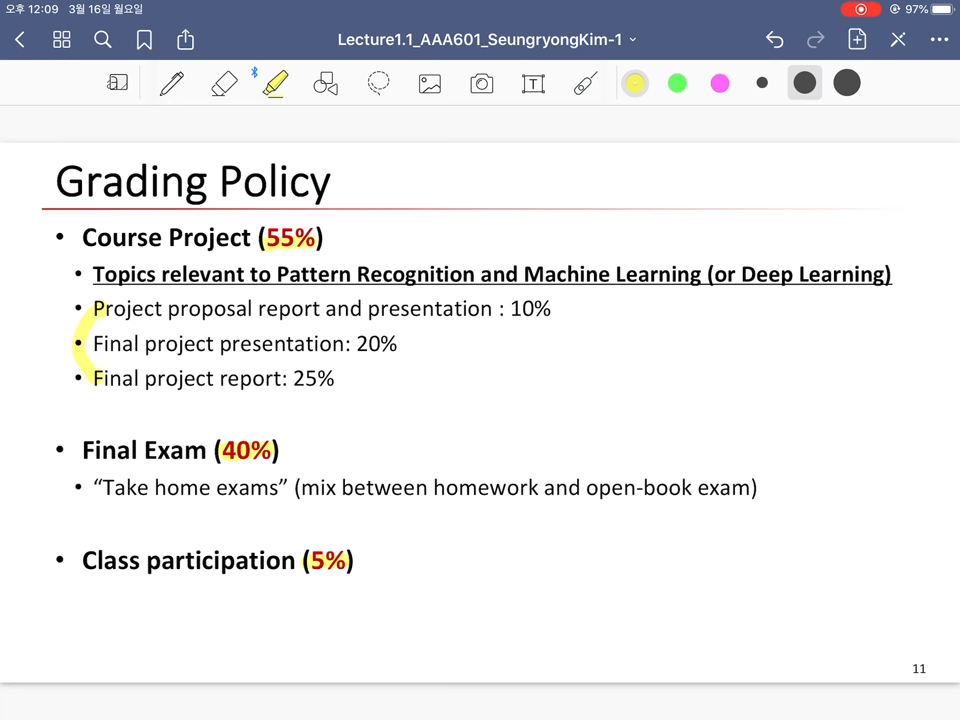 오후 12:09 3월 16일 월요일
97%
Lecture1.1_AAA601_SeungryongKim-1
Grading Policy
• Course Project (55%)
• Topics relevant to Pattern Recognition and Machine Learning (or Deep Learning)
• Project proposal report and presentation : 10%
• Final project presentation: 20%
• Final project report: 25%
• Final Exam (40%)
• “Take home exams” (mix between homework and open-book exam)
• Class participation (5%)
11